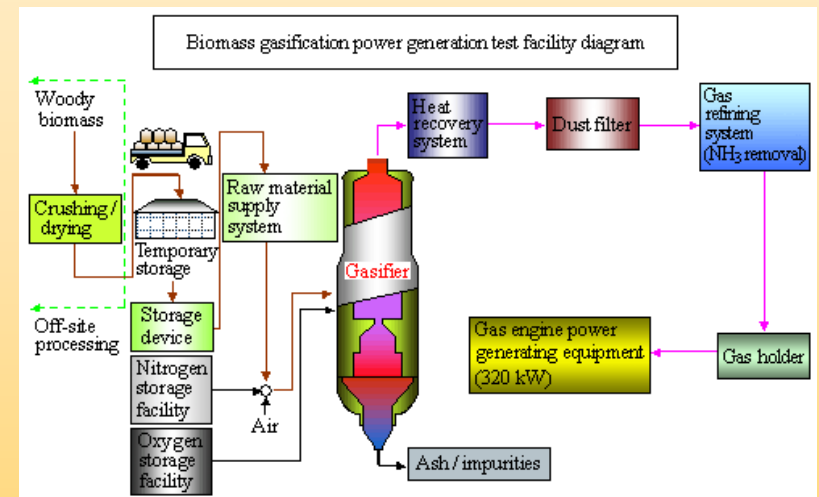 Biomass gasification power generation test facility diagram
Woody
biomass
Crushing /
drying
Temporary
storage
Off-site
processing
Storage
device
Raw material
supply
system
Nitrogen
storage
facility
Air
Oxygen
storage
facility
Gasifier
Ash / impurities
Heat
recovery
system
Dust filter
Gas
refining
system
(NH3 removal)
Gas holder
Gas engine power
generating equipment
(320 kW)